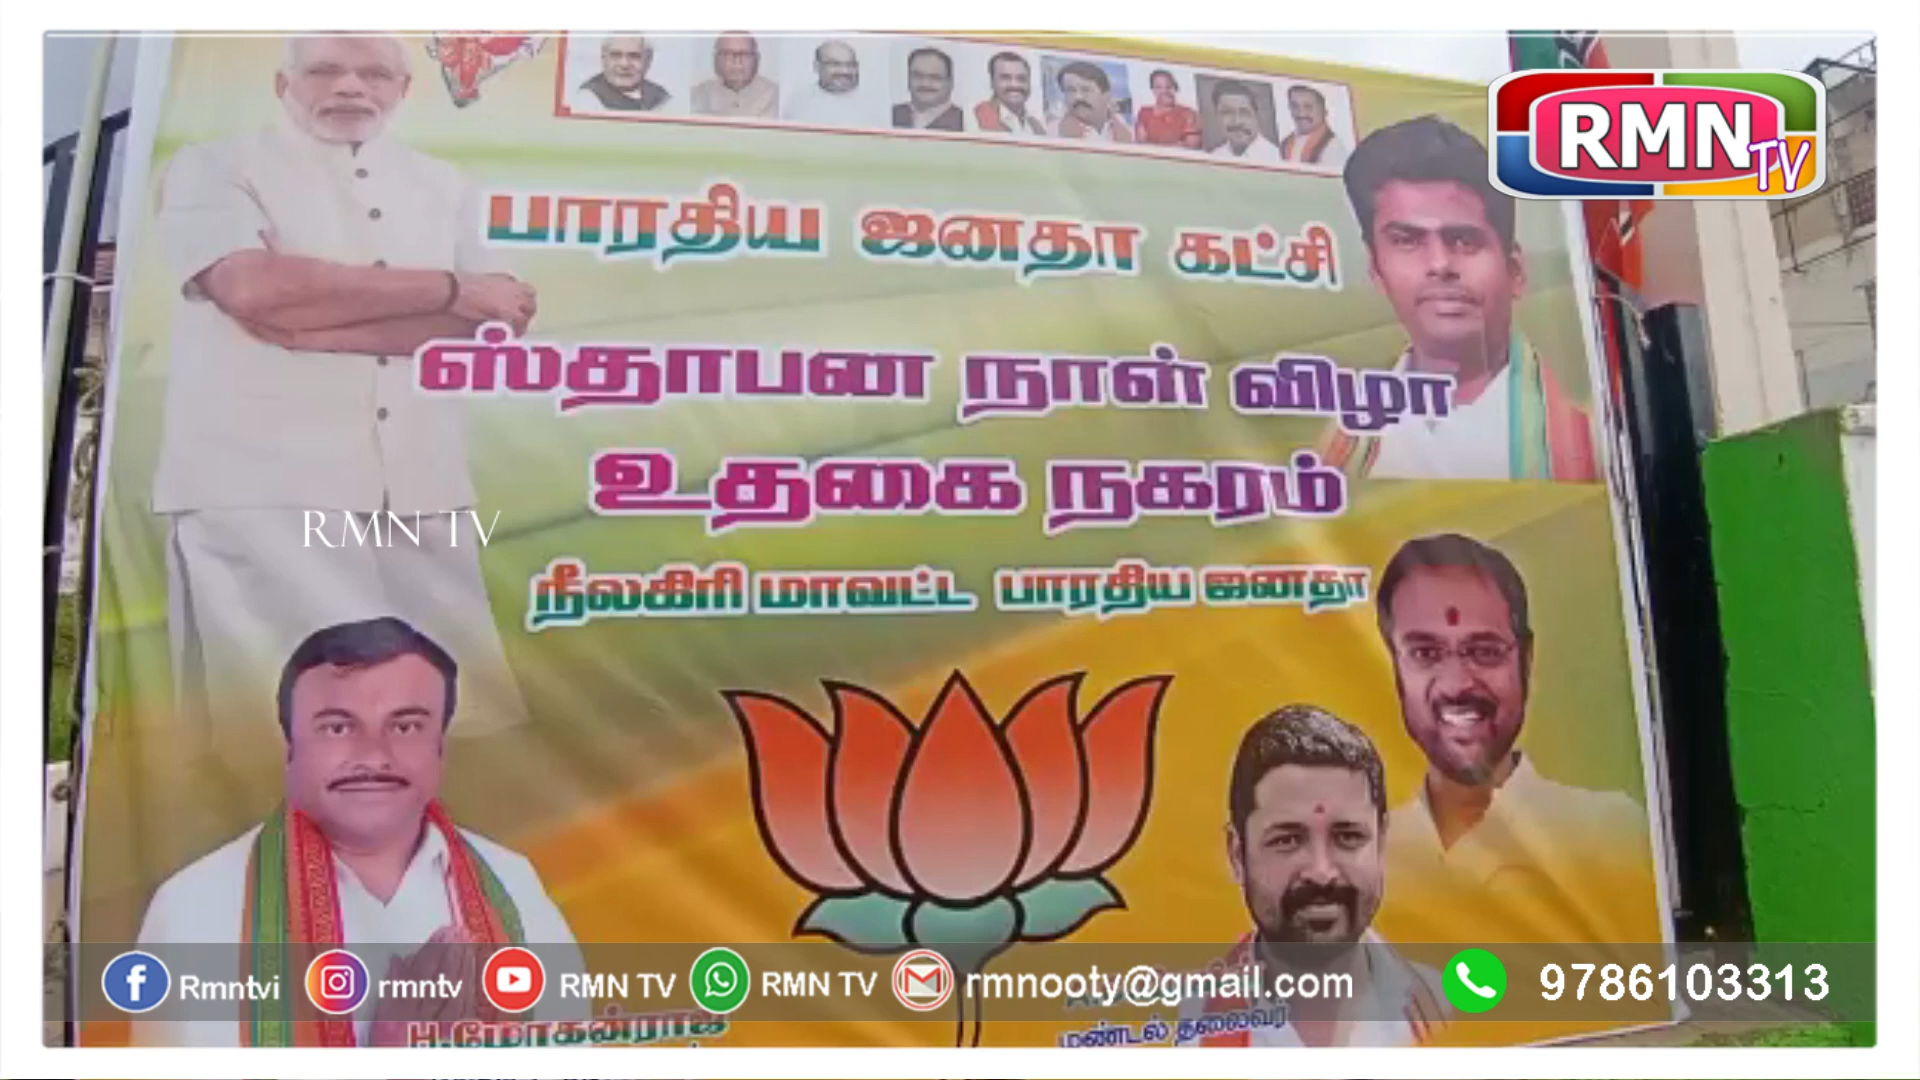 RMN TV
பாரதிய ஜனதா கட்சி
ஸ்தாபன நாள் விழா
உதகை நகரம்
RMN TV
நீலகிரி மாவட்ட பாரதிய ஜனதா
Rmntvi rmntv RMN TV RMN TV rmnooty@gmail.com 9786103313
H.மோகன்ராஜ்
மண்டல் தலைவர்